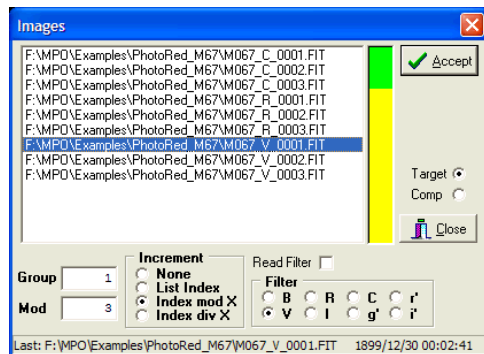 Images
F:\MPO\Examples\PhotoRed_M67\M067_C_0001.FIT
F:\MPO\Examples\PhotoRed_M67\M067_C_0002.FIT
F:\MPO\Examples\PhotoRed_M67\M067_C_0003.FIT
F:\MPO\Examples\PhotoRed_M67\M067_R_0001.FIT
F:\MPO\Examples\PhotoRed_M67\M067_R_0002.FIT
F:\MPO\Examples\PhotoRed_M67\M067_R_0003.FIT
F:\MPO\Examples\PhotoRed_M67\M067_V_0001.FIT
F:\MPO\Examples\PhotoRed_M67\M067_V_0002.FIT
F:\MPO\Examples\PhotoRed_M67\M067_V_0003.FIT
Accept
Target
Comp
Close
Group 1
Mod 3
Increment
None
List Index
Index mod X
Index div X
Read Filter
Filter
B R C r'
V I g' i'
Last: F:\MPO\Examples\PhotoRed_M67\M067_V_0001.FIT 1899/12/30 00:02:41